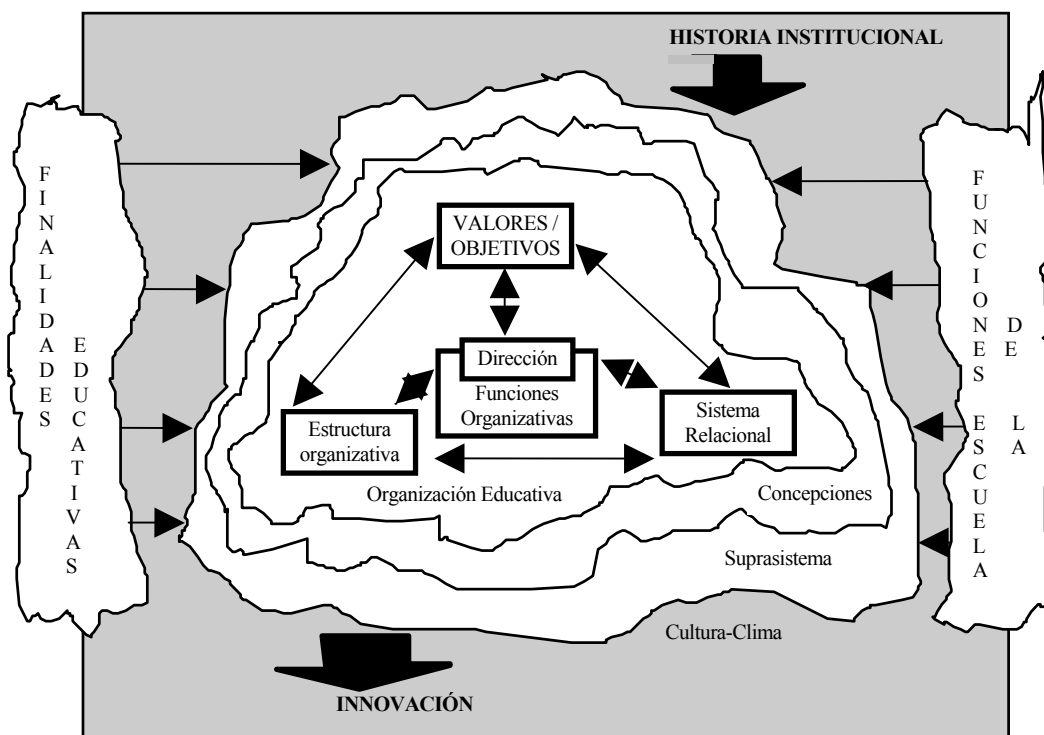 HISTORIA INSTITUCIONAL
FINALIDADES
EDUCATIVAS
VALORES /
OBJETIVOS
Dirección
Funciones
Organizativas
Estructura
organizativa
Sistema
Relacional
Organización Educativa
Concepciones
Suprasistema
Cultura-Clima
INNOVACIÓN
FUNCIONES ESCUELA
DE LA